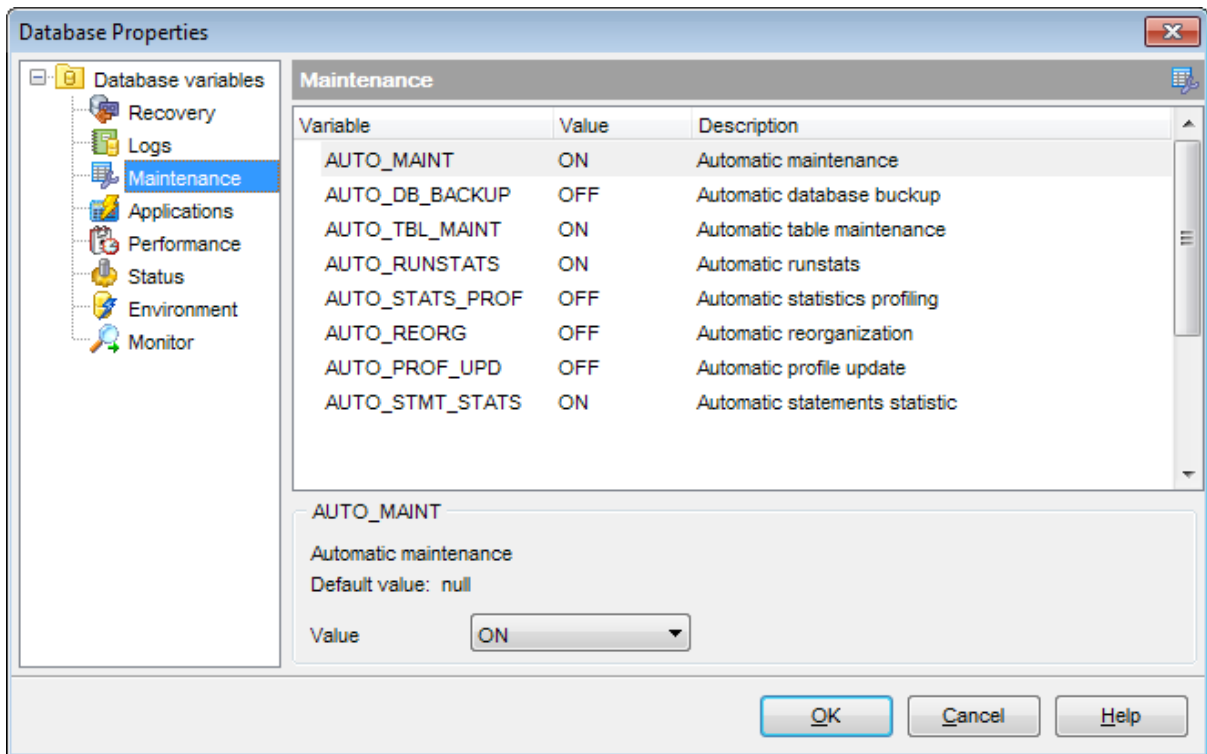 Database Properties
Database variables
Recovery
Logs
Maintenance
Applications
Performance
Status
Environment
Monitor
Maintenance
Variable Value Description
AUTO_MAINT ON Automatic maintenance
AUTO_DB_BACKUP OFF Automatic database buckup
AUTO_TBL_MAINT ON Automatic table maintenance
AUTO_RUNSTATS ON Automatic runstats
AUTO_STATS_PROF OFF Automatic statistics profiling
AUTO_REORG OFF Automatic reorganization
AUTO_PROF_UPD OFF Automatic profile update
AUTO_STMT_STATS ON Automatic statements statistic
AUTO_MAINT
Automatic maintenance
Default value: null
Value ON
OK Cancel Help